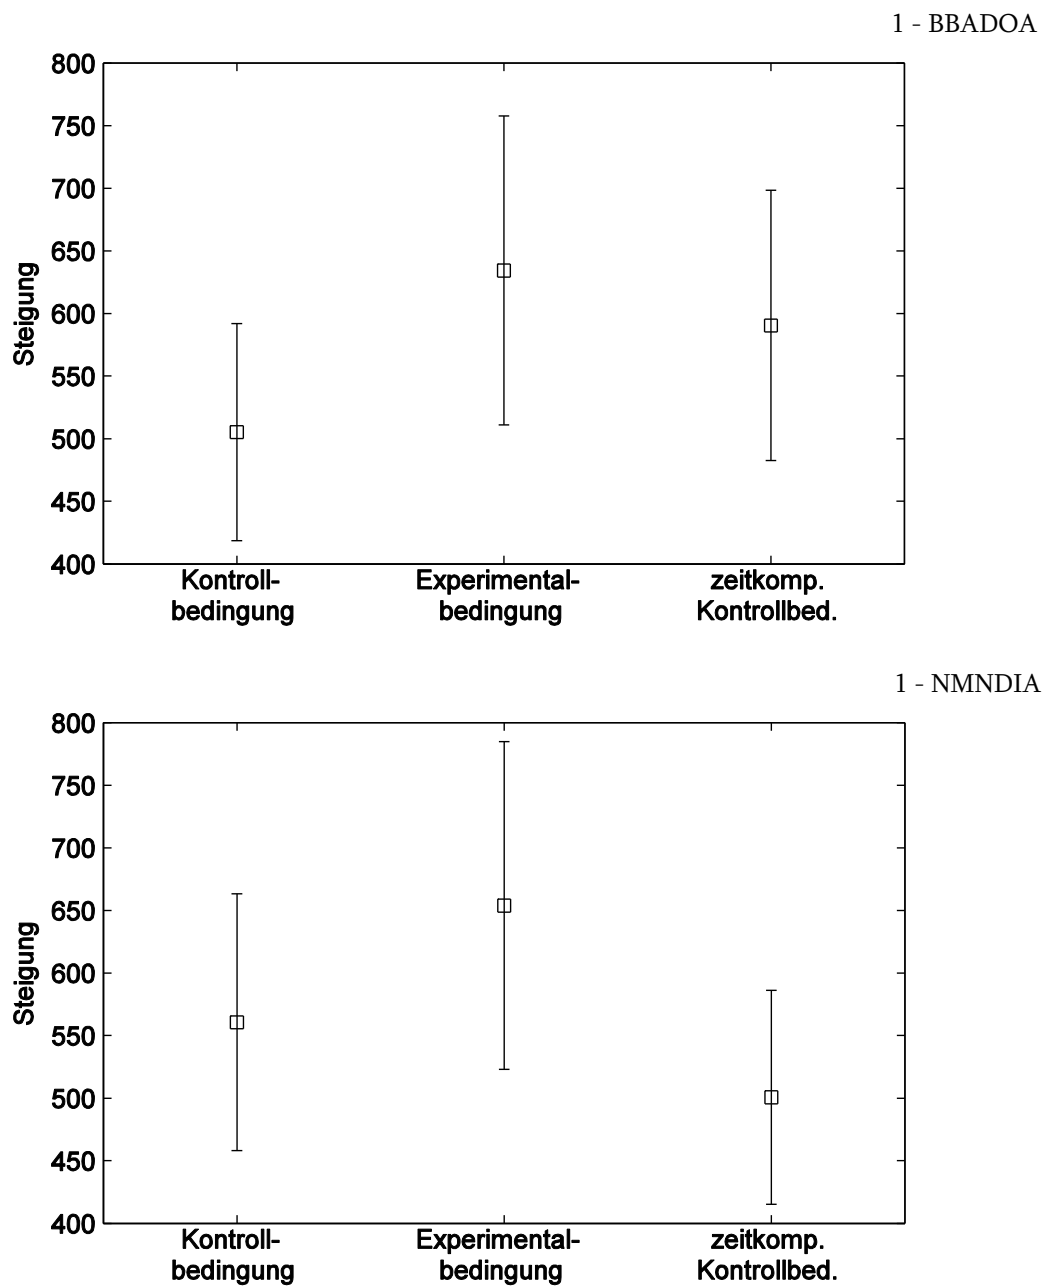 1 - BBADOA
800
750
700
650
600
550
500
450
400
Steigung
Kontroll-
bedingung
Experimental-
bedingung
zeitkomp.
Kontrollbed.
1 - NMNDIA
800
750
700
650
600
550
500
450
400
Steigung
Kontroll-
bedingung
Experimental-
bedingung
zeitkomp.
Kontrollbed.